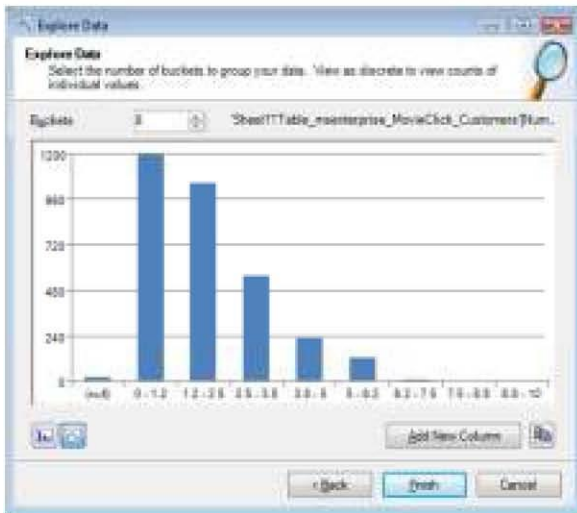 Explore Data
Explore Data
Select the number of buckets to group your data. View as discrete to view counts of
individual values.
Buckets 8 'Sheet1'!Table_msenterprise_MovieClick_Customers[Num...
1200
960
720
480
240
0
(null) 0 - 1.2 1.2 - 2.5 2.5 - 3.8 3.8 - 5 5 - 6.2 6.2 - 7.5 7.5 - 8.8 8.8 - 10
Add New Column
< Back Finish Cancel